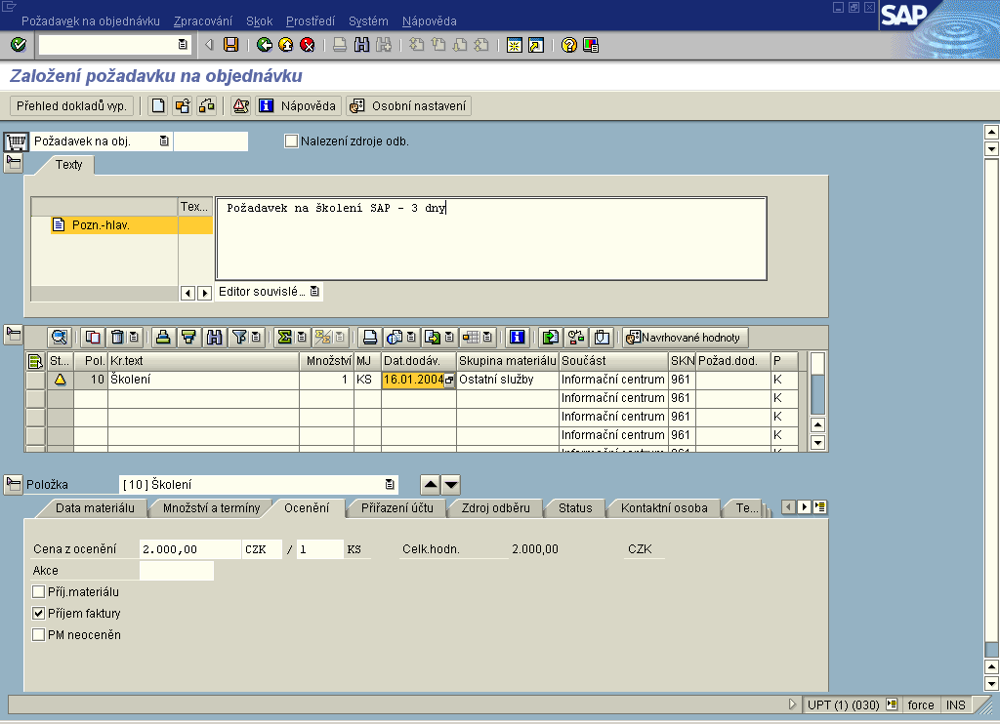 Požadavek na objednávku Zpracování Skok Prostředí Systém Nápověda
SAP
Založení požadavku na objednávku
Přehled dokladů vyp. Nápověda Osobní nastavení
Požadavek na obj. Nalezení zdroje odb.
Texty
Tex...
Požadavek na školení SAP - 3 dny
Pozn.-hlav.
Editor souvislé...
Navrhované hodnoty
St... Pol. Kr.text Množství MJ Dat.dodáv. Skupina materiálu Součást SKN Požad.dod. P
10 Školení 1 KS 16.01.2004 Ostatní služby Informační centrum 961 K
Informační centrum 961 K
Informační centrum 961 K
Informační centrum 961 K
Položka [ 10 ] Školení
Data materiálu Množství a termíny Ocenění Přiřazení účtu Zdroj odběru Status Kontaktní osoba Te...
Cena z ocenění 2.000,00 CZK / 1 KS Celk.hodn. 2.000,00 CZK
Akce
Příj.materiálu
Příjem faktury
PM neoceněn
UPT (1) (030) force INS